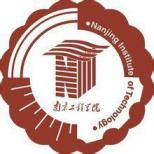 Nanjing Institute of Technology
南京工程学院